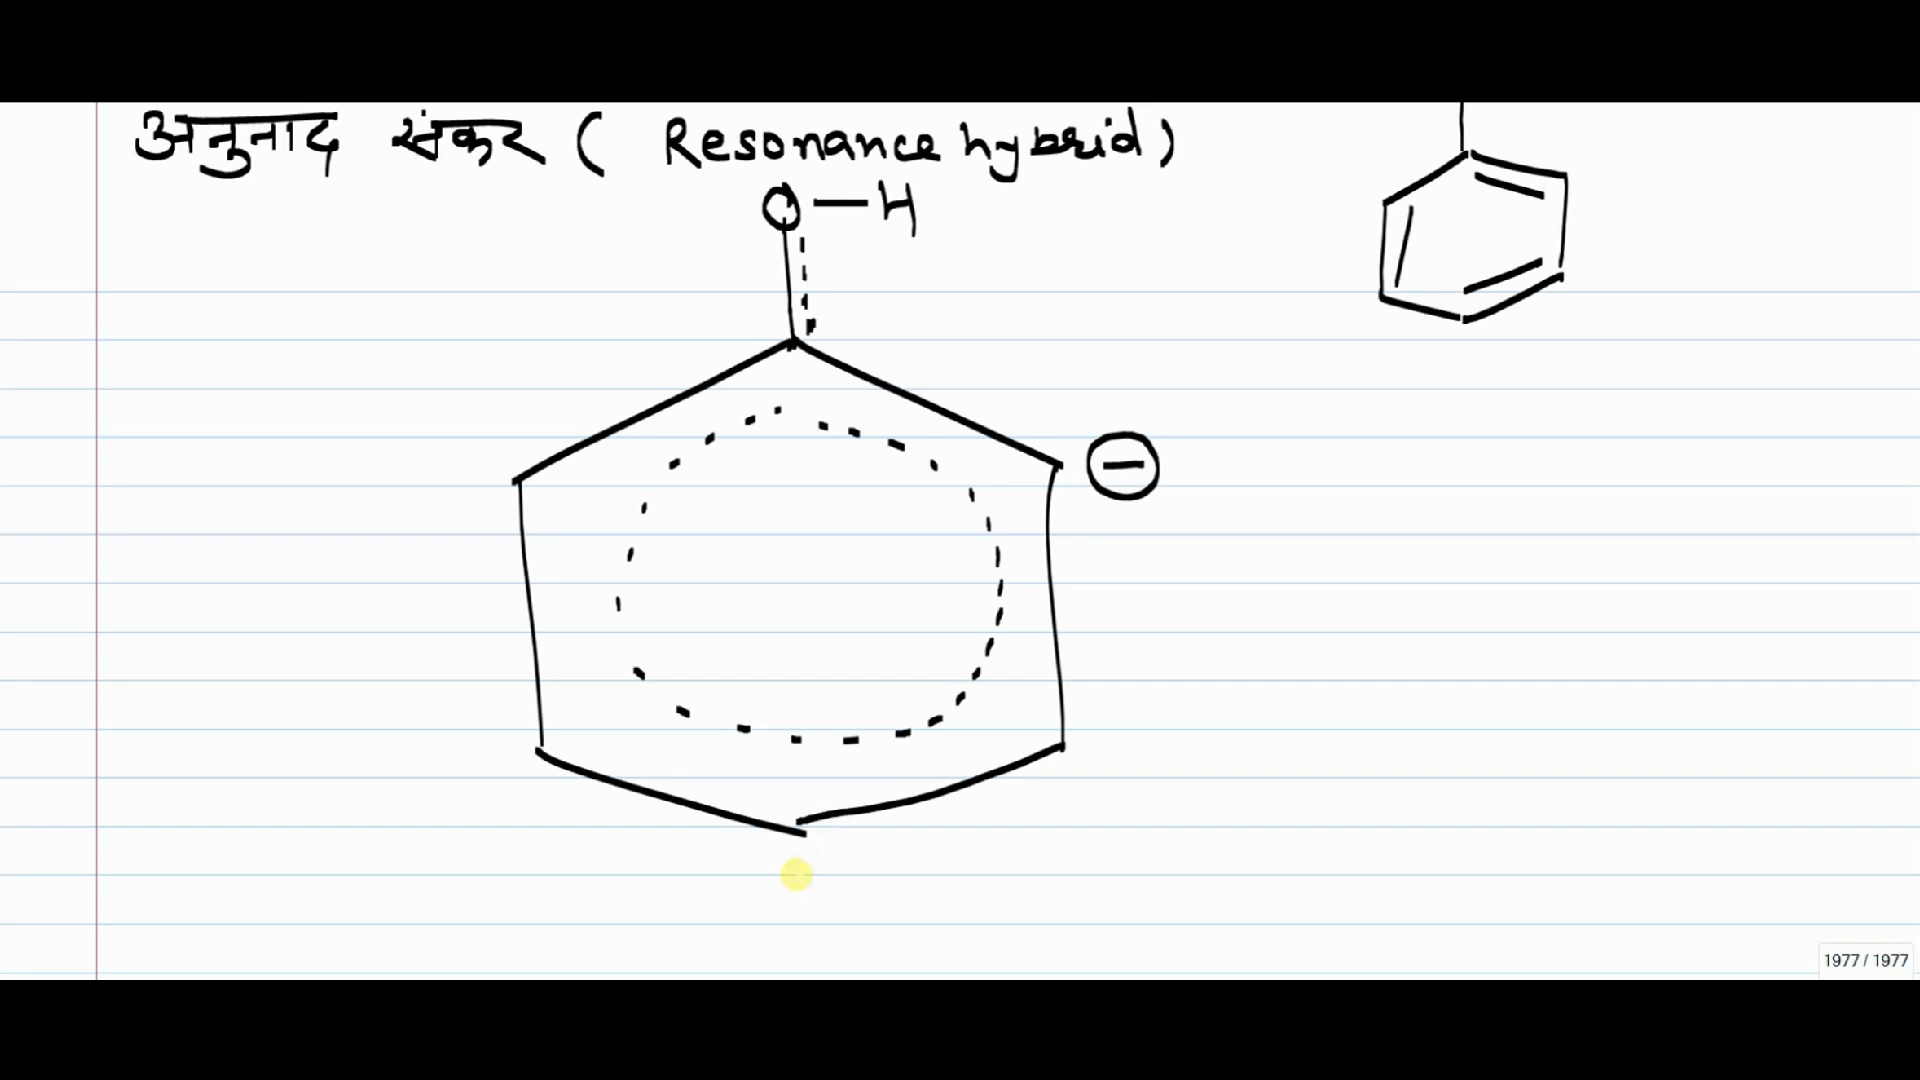 अनुनाद संकर ( Resonance hybrid )
O — H
−
1977 / 1977